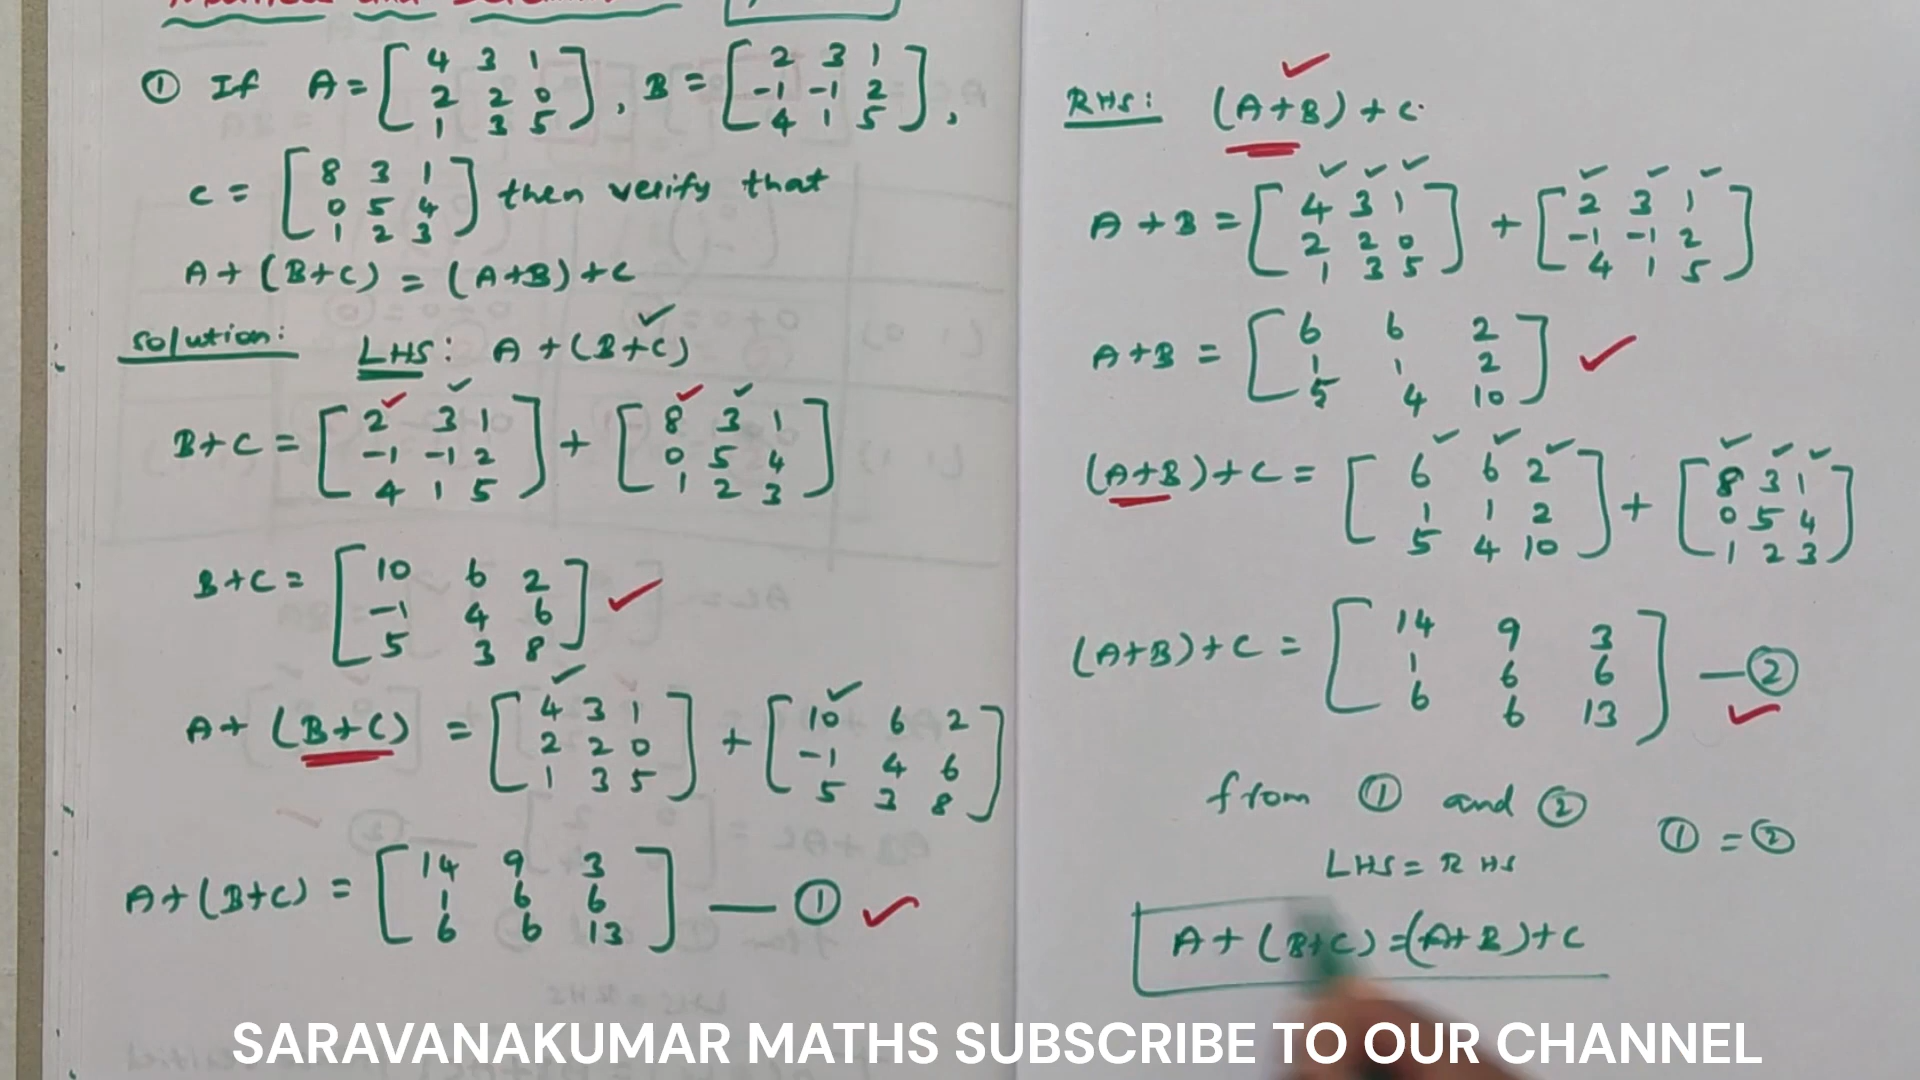 ① If A = [ 4 3 1 ], B = [ 2 3 1 ],
2 2 0 -1 -1 2
1 3 5 4 1 5
C = [ 8 3 1 ] then verify that
0 5 4
1 2 3
A + (B+C) = (A+B) + C
Solution: LHS: A + (B+C)
B+C = [ 2 3 1 ] + [ 8 3 1 ]
-1 -1 2 0 5 4
4 1 5 1 2 3
B+C = [ 10 6 2 ]
-1 4 6
5 3 8
A + (B+C) = [ 4 3 1 ] + [ 10 6 2 ]
2 2 0 -1 4 6
1 3 5 5 3 8
A+(B+C) = [ 14 9 3 ] — ①
1 6 6
6 6 13
RHS: (A+B) + C.
A + B = [ 4 3 1 ] + [ 2 3 1 ]
2 2 0 -1 -1 2
1 3 5 4 1 5
A+B = [ 6 6 2 ]
1 1 2
5 4 10
(A+B)+C = [ 6 6 2 ] + [ 8 3 1 ]
1 1 2 0 5 4
5 4 10 1 2 3
(A+B)+C = [ 14 9 3 ] — ②
1 6 6
6 6 13
from ① and ② ① = ②
LHS = RHS
A + (B+C) = (A+B)+C
SARAVANAKUMAR MATHS SUBSCRIBE TO OUR CHANNEL